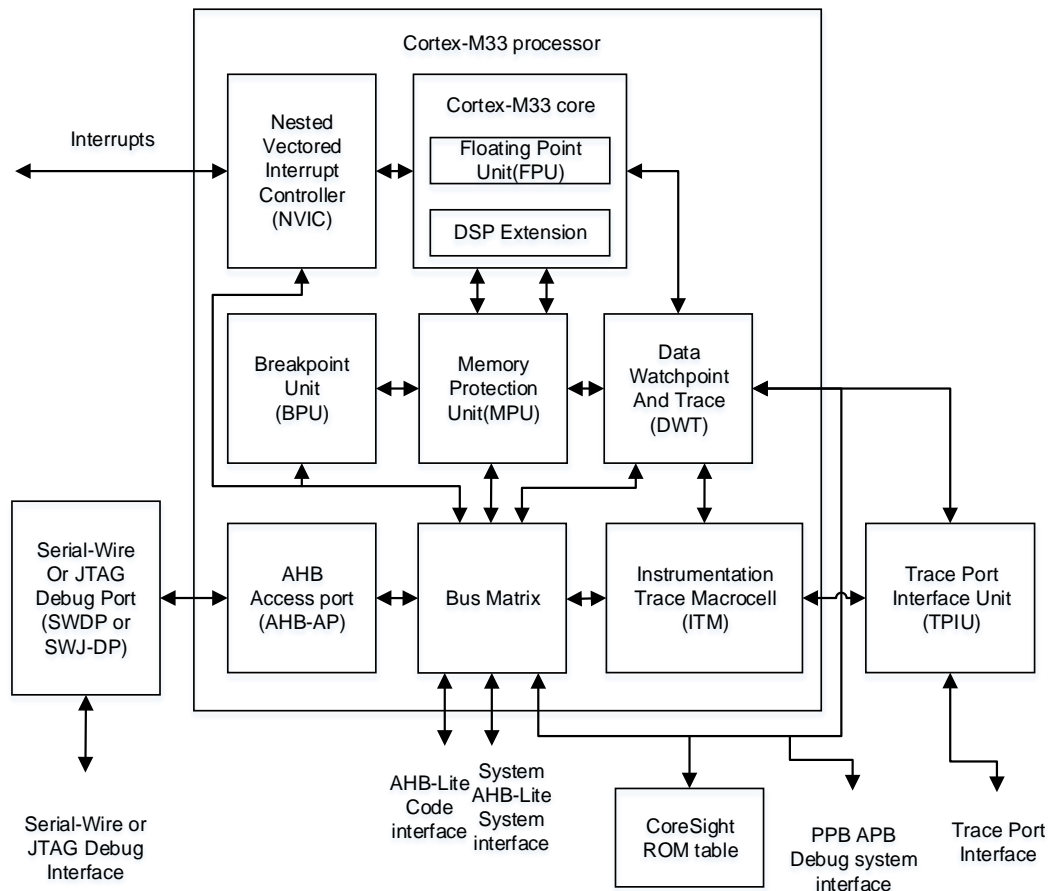 Cortex-M33 processor
Interrupts
Nested
Vectored
Interrupt
Controller
(NVIC)
Cortex-M33 core
Floating Point
Unit(FPU)
DSP Extension
Breakpoint
Unit
(BPU)
Memory
Protection
Unit(MPU)
Data
Watchpoint
And Trace
(DWT)
Serial-Wire
Or JTAG
Debug Port
(SWDP or
SWJ-DP)
AHB
Access port
(AHB-AP)
Bus Matrix
Instrumentation
Trace Macrocell
(ITM)
Trace Port
Interface Unit
(TPIU)
Serial-Wire or
JTAG Debug
Interface
AHB-Lite
Code
interface
System
AHB-Lite
System
interface
CoreSight
ROM table
PPB APB
Debug system
interface
Trace Port
Interface